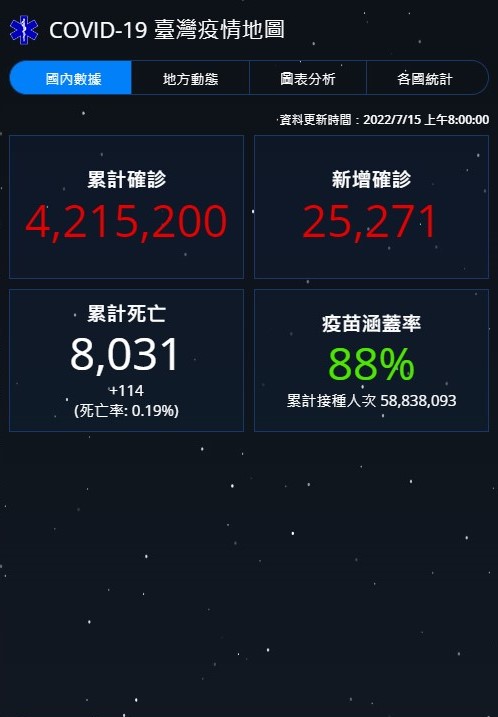 COVID-19 臺灣疫情地圖
國內數據 地方動態 圖表分析 各國統計
資料更新時間：2022/7/15 上午8:00:00
累計確診
4,215,200
新增確診
25,271
累計死亡
8,031
+114
(死亡率: 0.19%)
疫苗涵蓋率
88%
累計接種人次 58,838,093